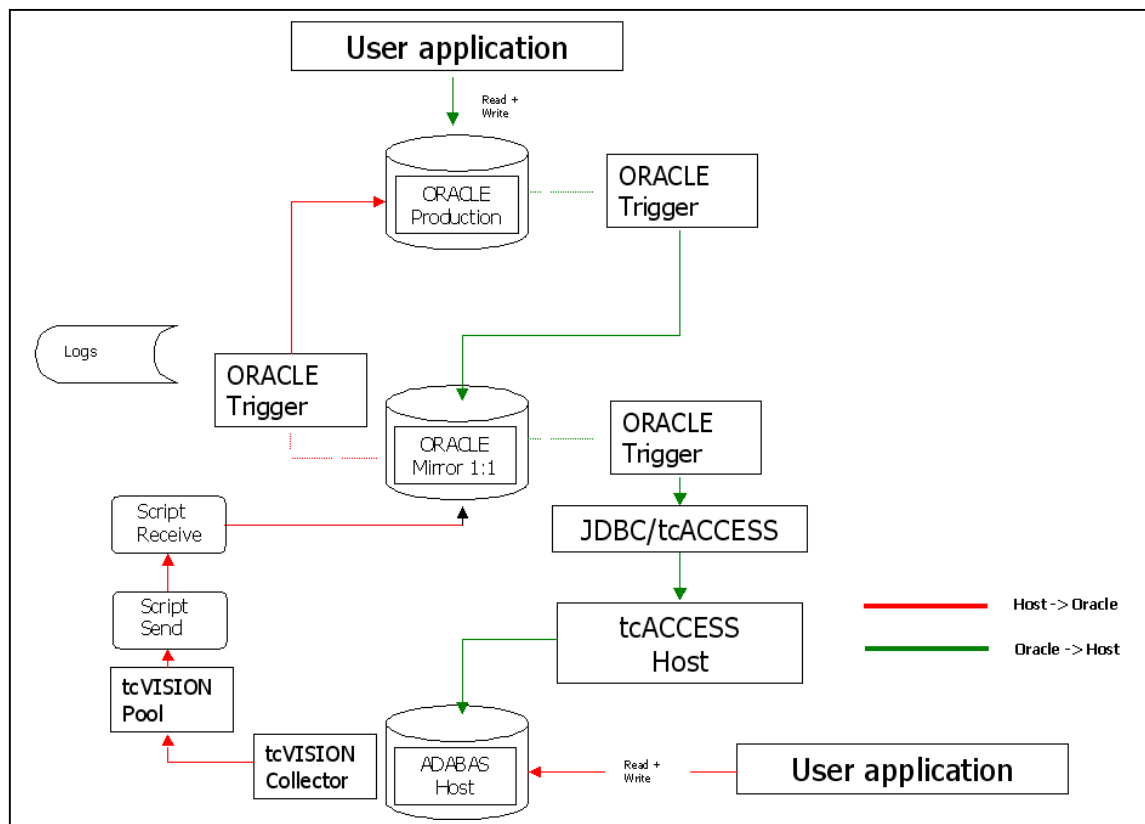 User application
Read +
Write
ORACLE
Production
ORACLE
Trigger
Logs
ORACLE
Trigger
ORACLE
Mirror 1:1
ORACLE
Trigger
Script
Receive
JDBC/tcACCESS
Script
Send
tcACCESS
Host
Host -> Oracle
Oracle -> Host
tcVISION
Pool
tcVISION
Collector
ADABAS
Host
Read +
Write
User application